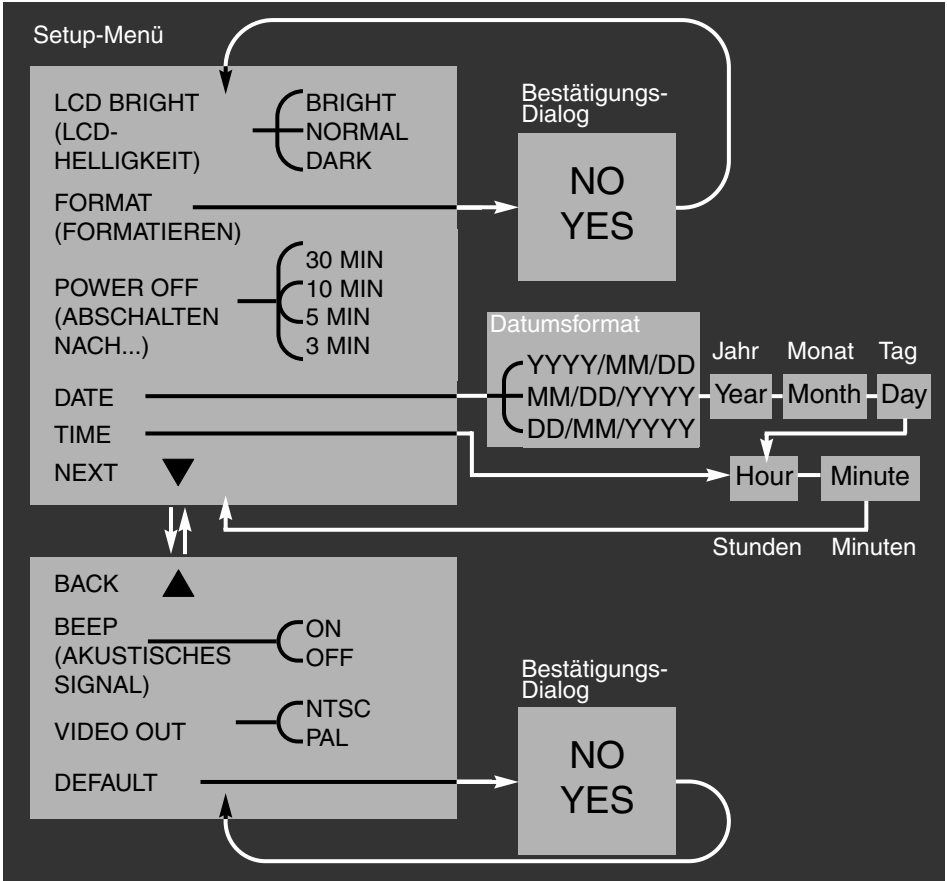 Setup-Menü
LCD BRIGHT
(LCD-
HELLIGKEIT)
BRIGHT
NORMAL
DARK
FORMAT
(FORMATIEREN)
Bestätigungs-
Dialog
NO
YES
POWER OFF
(ABSCHALTEN
NACH...)
30 MIN
10 MIN
5 MIN
3 MIN
DATE
Datumsformat
YYYY/MM/DD
MM/DD/YYYY
DD/MM/YYYY
Jahr Monat Tag
Year Month Day
TIME
Hour Minute
Stunden Minuten
NEXT
BACK
BEEP
(AKUSTISCHES
SIGNAL)
ON
OFF
VIDEO OUT
NTSC
PAL
DEFAULT
Bestätigungs-
Dialog
NO
YES